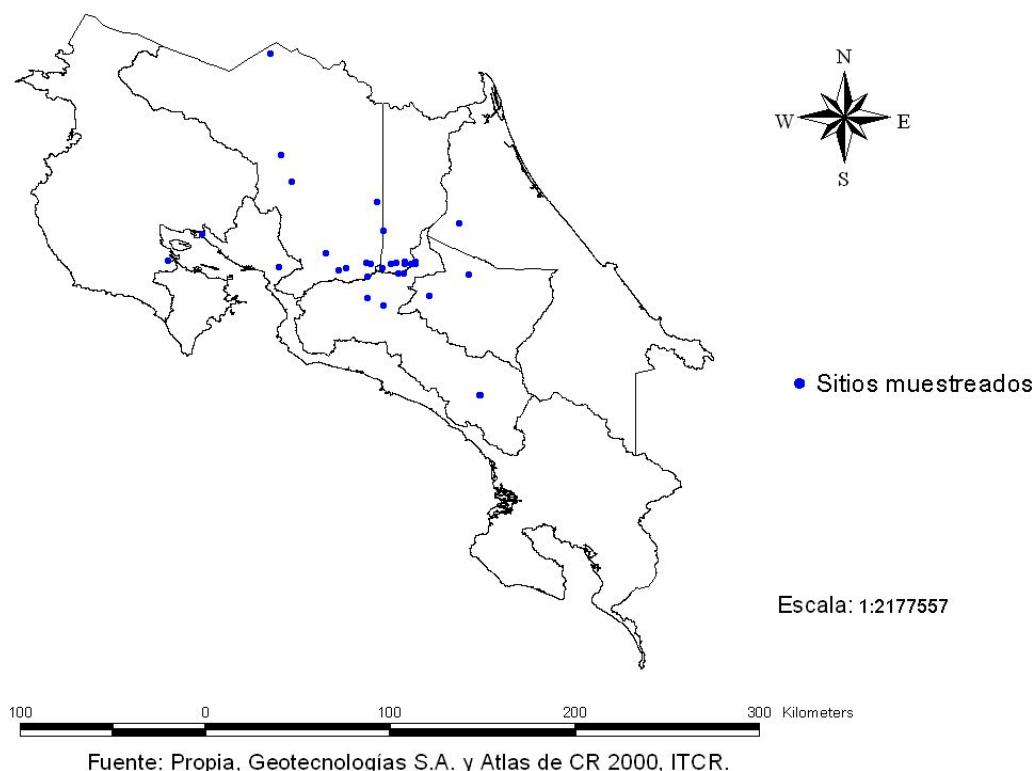 N
W E
S
Sitios muestreados
Escala: 1:2177557
100 0 100 200 300 Kilometers
Fuente: Propia, Geotecnologías S.A. y Atlas de CR 2000, ITCR.